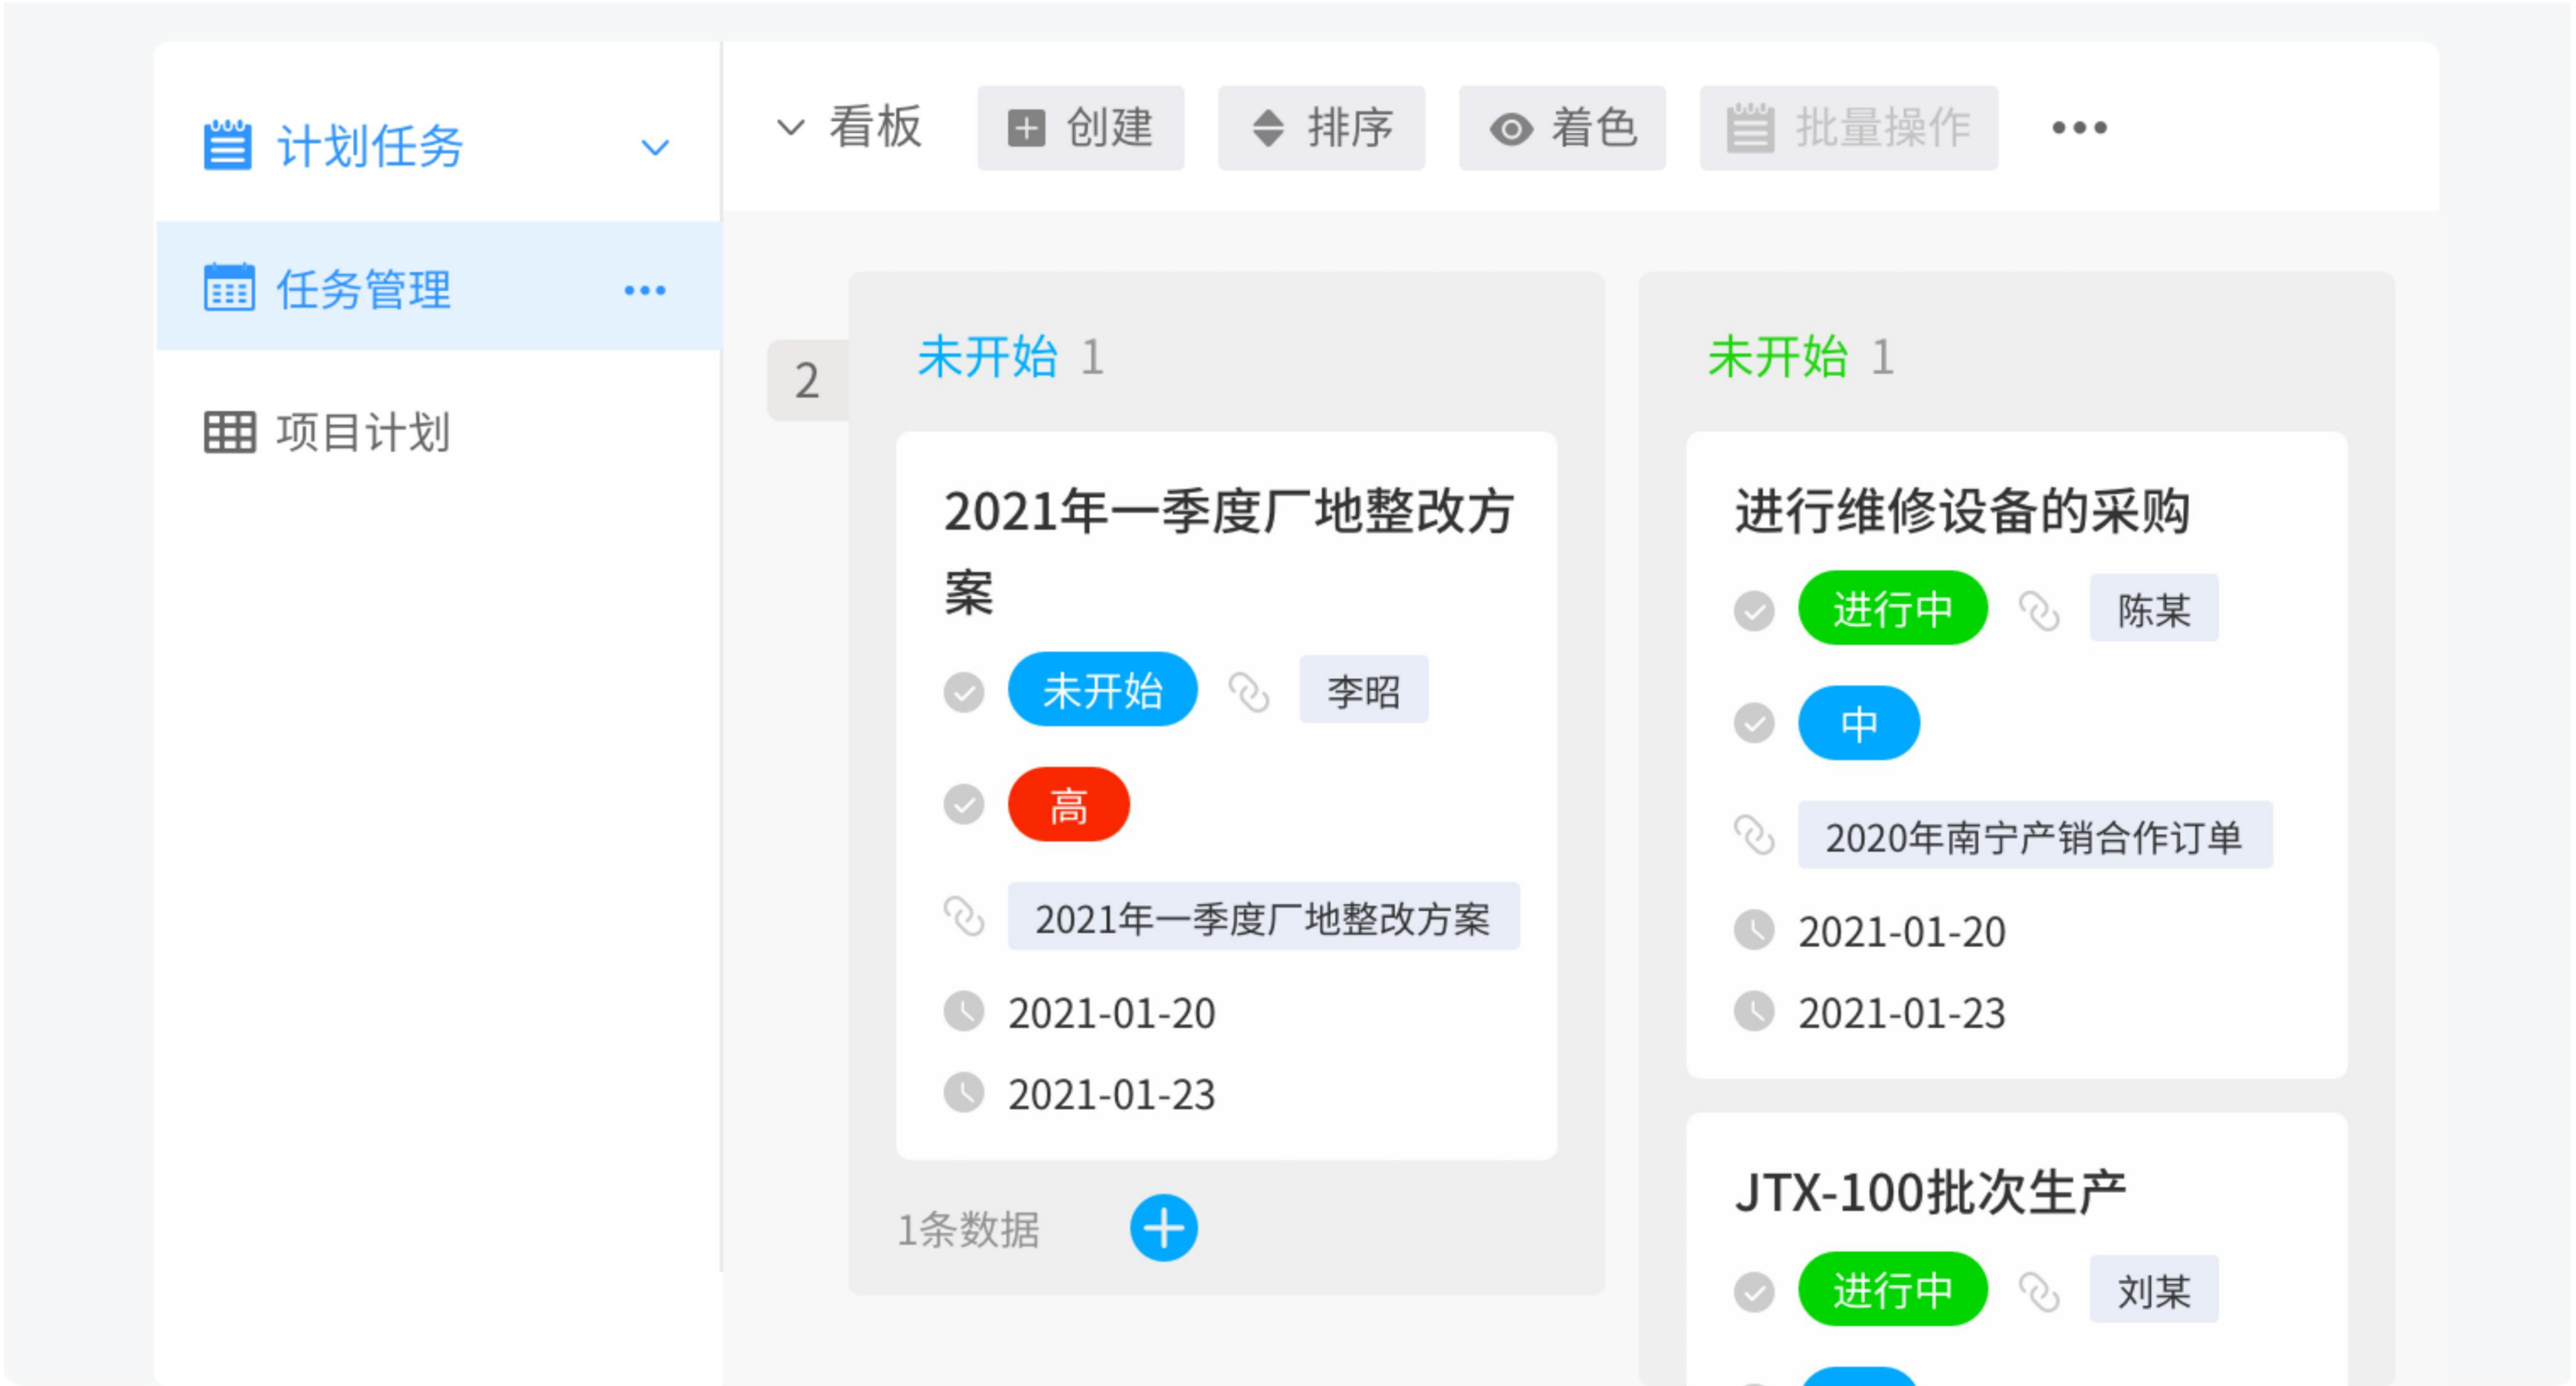 计划任务
任务管理
项目计划
看板 创建 排序 着色 批量操作
2
未开始 1
2021年一季度厂地整改方
案
未开始 李昭
高
2021年一季度厂地整改方案
2021-01-20
2021-01-23
1条数据
未开始 1
进行维修设备的采购
进行中 陈某
中
2020年南宁产销合作订单
2021-01-20
2021-01-23
JTX-100批次生产
进行中 刘某